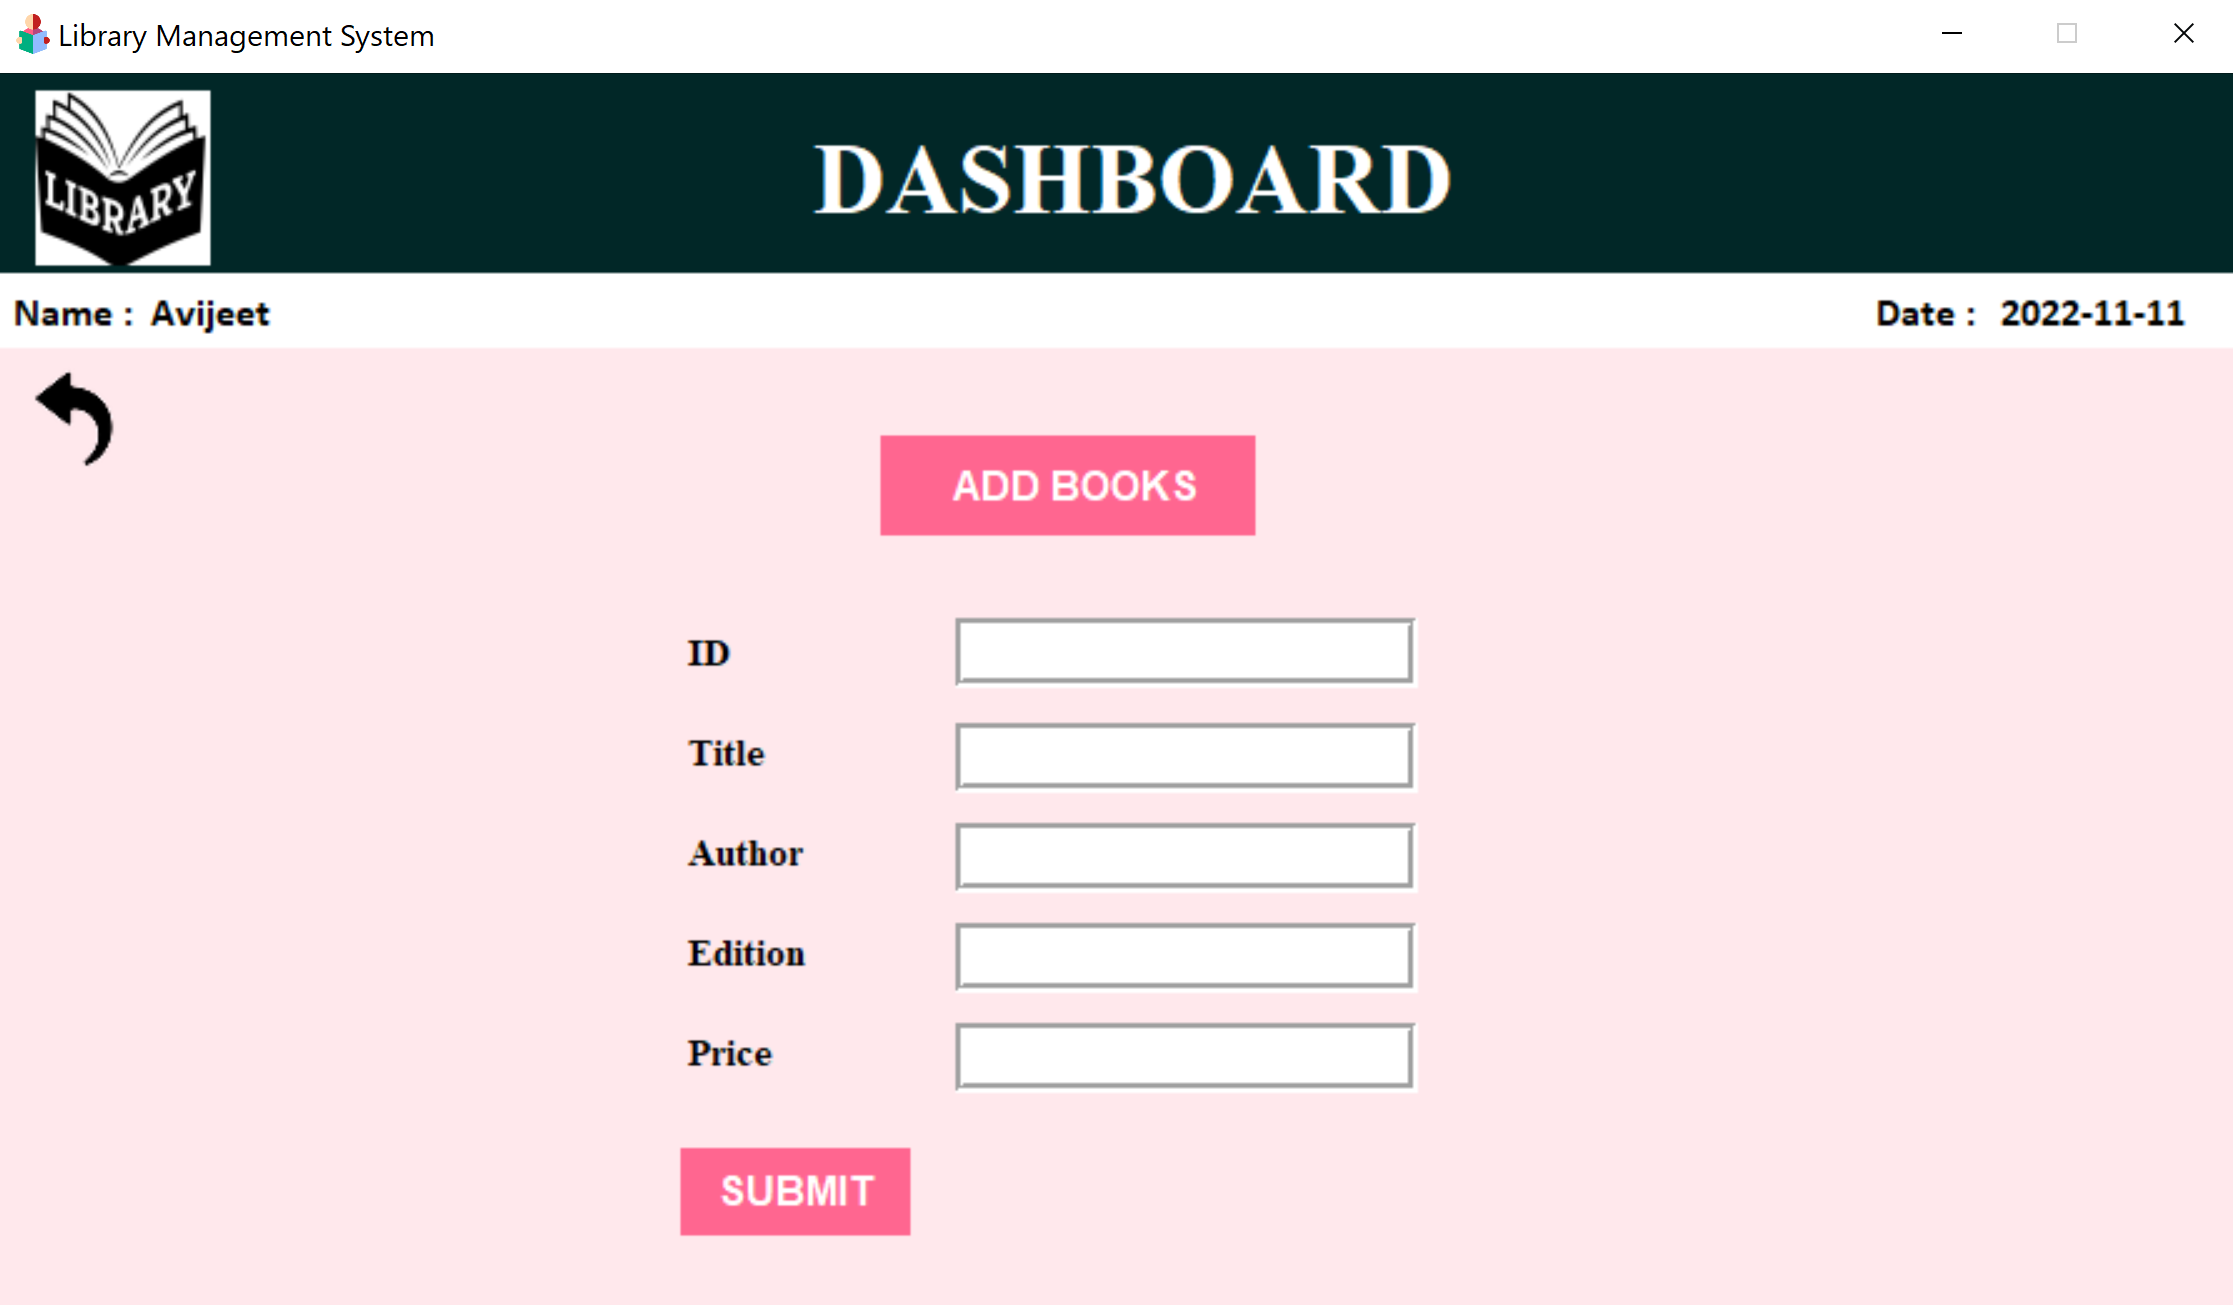 Library Management System
LIBRARY
DASHBOARD
Name : Avijeet
Date : 2022-11-11
ADD BOOKS
ID
Title
Author
Edition
Price
SUBMIT